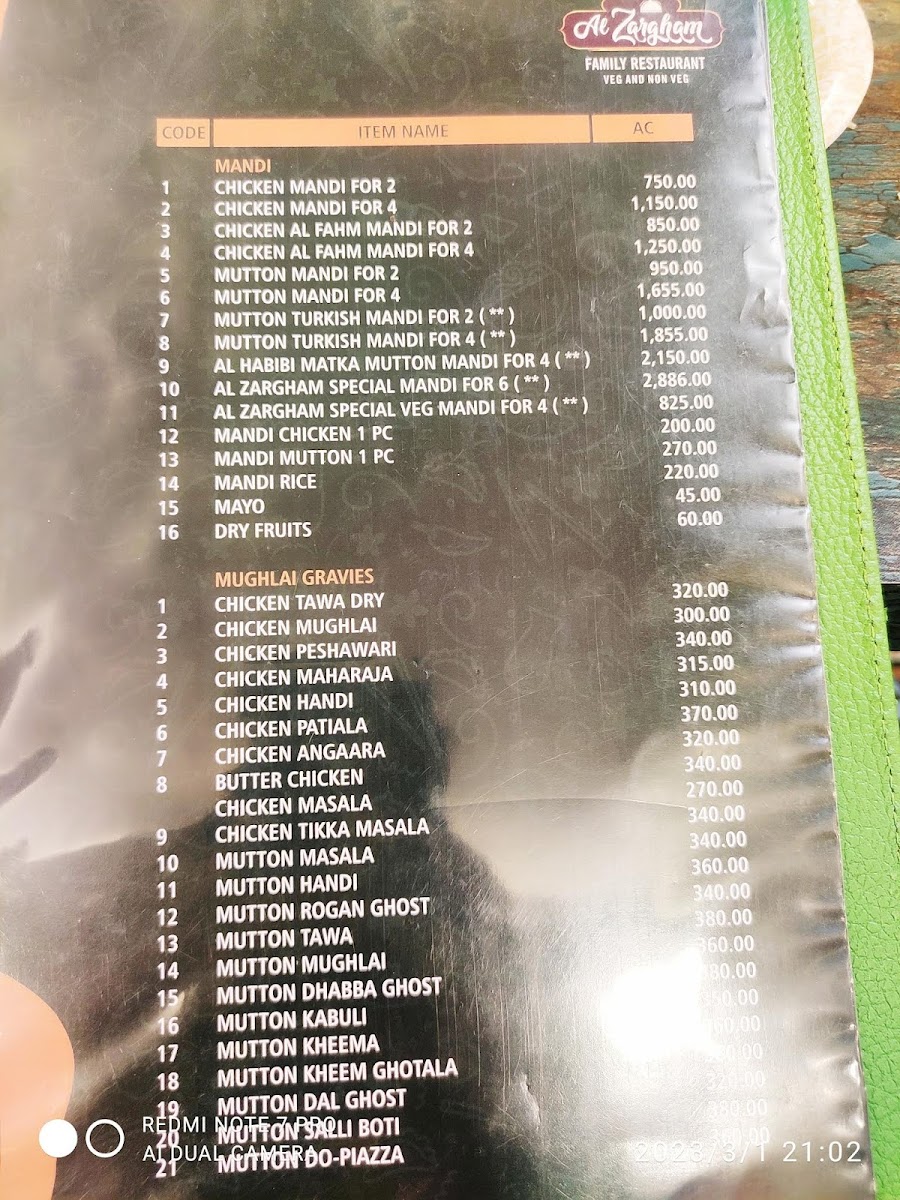 Al Zargham
FAMILY RESTAURANT
VEG AND NON VEG
CODE ITEM NAME AC
MANDI
1 CHICKEN MANDI FOR 2 750.00
2 CHICKEN MANDI FOR 4 1,150.00
3 CHICKEN AL FAHM MANDI FOR 2 850.00
4 CHICKEN AL FAHM MANDI FOR 4 1,250.00
5 MUTTON MANDI FOR 2 950.00
6 MUTTON MANDI FOR 4 1,655.00
7 MUTTON TURKISH MANDI FOR 2 ( ** ) 1,000.00
8 MUTTON TURKISH MANDI FOR 4 ( ** ) 1,855.00
9 AL HABIBI MATKA MUTTON MANDI FOR 4 ( ** ) 2,150.00
10 AL ZARGHAM SPECIAL MANDI FOR 6 ( ** ) 2,886.00
11 AL ZARGHAM SPECIAL VEG MANDI FOR 4 ( ** ) 825.00
12 MANDI CHICKEN 1 PC 200.00
13 MANDI MUTTON 1 PC 270.00
14 MANDI RICE 220.00
15 MAYO 45.00
16 DRY FRUITS 60.00
MUGHLAI GRAVIES
1 CHICKEN TAWA DRY 320.00
2 CHICKEN MUGHLAI 300.00
3 CHICKEN PESHAWARI 340.00
4 CHICKEN MAHARAJA 315.00
5 CHICKEN HANDI 310.00
6 CHICKEN PATIALA 370.00
7 CHICKEN ANGAARA 320.00
8 BUTTER CHICKEN 340.00
CHICKEN MASALA 270.00
9 CHICKEN TIKKA MASALA 340.00
10 MUTTON MASALA 340.00
11 MUTTON HANDI 360.00
12 MUTTON ROGAN GHOST 340.00
13 MUTTON TAWA 380.00
14 MUTTON MUGHLAI 360.00
15 MUTTON DHABBA GHOST
16 MUTTON KABULI
17 MUTTON KHEEMA
18 MUTTON KHEEM GHOTALA
19 MUTTON DAL GHOST 320.00
20 MUTTON SALLI BOTI 380.00
21 MUTTON DO-PIAZZA
REDMI NOTE 7 PRO
AI DUAL CAMERA
2023/3/1 21:02